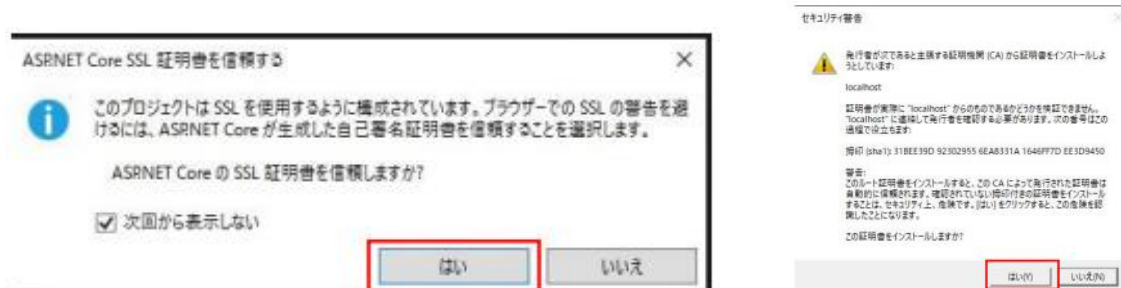 ASP.NET Core SSL 証明書を信頼する
このプロジェクトは SSL を使用するように構成されています。ブラウザーでの SSL の警告を避
けるには、ASP.NET Core が生成した自己署名証明書を信頼することを選択します。
ASP.NET Core の SSL 証明書を信頼しますか?
次回から表示しない
はい
いいえ
セキュリティ警告
発行者が次であると主張する証明機関 (CA) から証明書をインストールしよ
うとしています:
localhost
証明書が実際に "localhost" からのものであるかどうかを検証できません。
"localhost" に連絡して発行者を確認する必要があります。次の番号はこの
過程で役立ちます:
拇印 (sha1): 31BEE39D 92302955 6EA8331A 1646FF7D EE3D9450
警告:
このルート証明書をインストールすると、この CA によって発行された証明書は
自動的に信頼されます。確認されていない拇印付きの証明書をインストール
することは、セキュリティ上、危険です。[はい] をクリックすると、この危険を認
識したことになります。
この証明書をインストールしますか?
はい(Y)
いいえ(N)